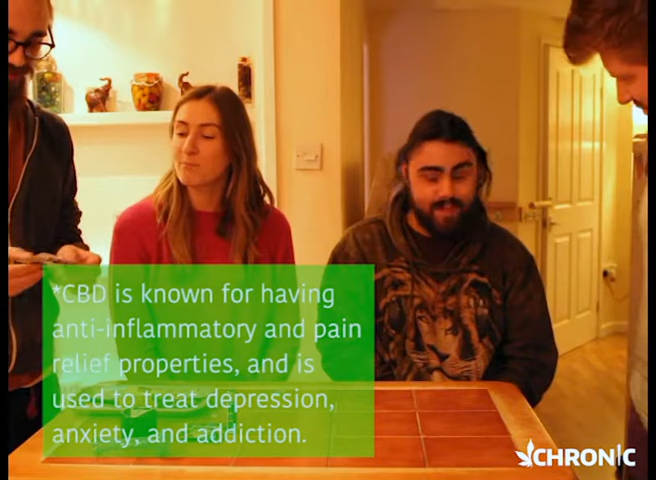 *CBD is known for having
anti-inflammatory and pain
relief properties, and is
used to treat depression,
anxiety, and addiction.
CHRONIC